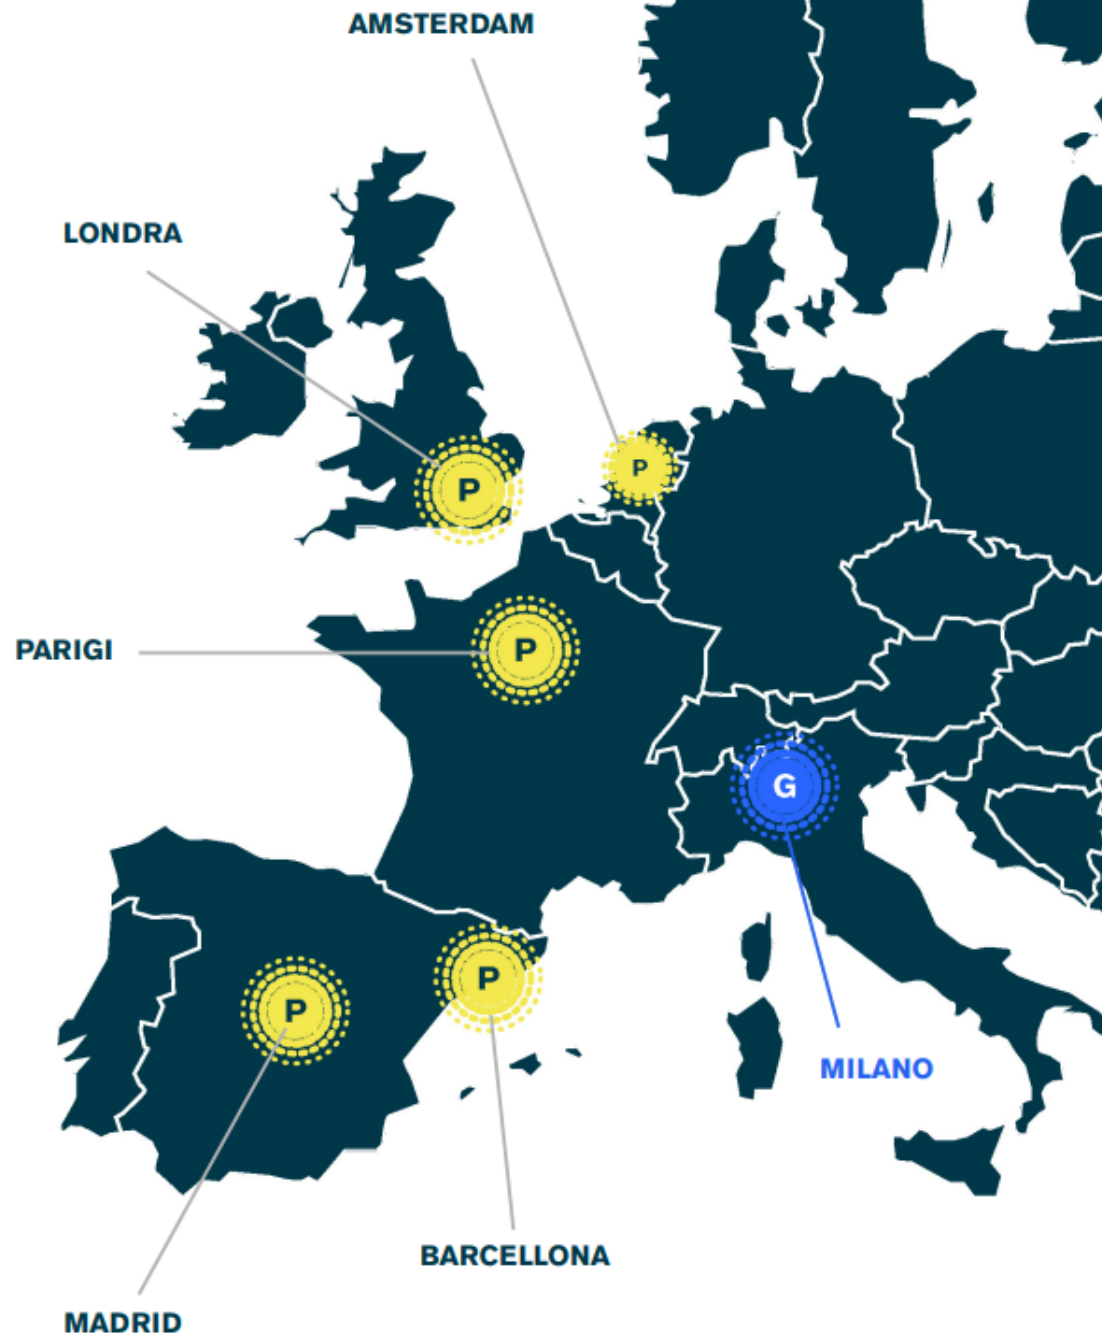 AMSTERDAM
LONDRA
P
P
PARIGI
P
G
P
P
MILANO
BARCELLONA
MADRID